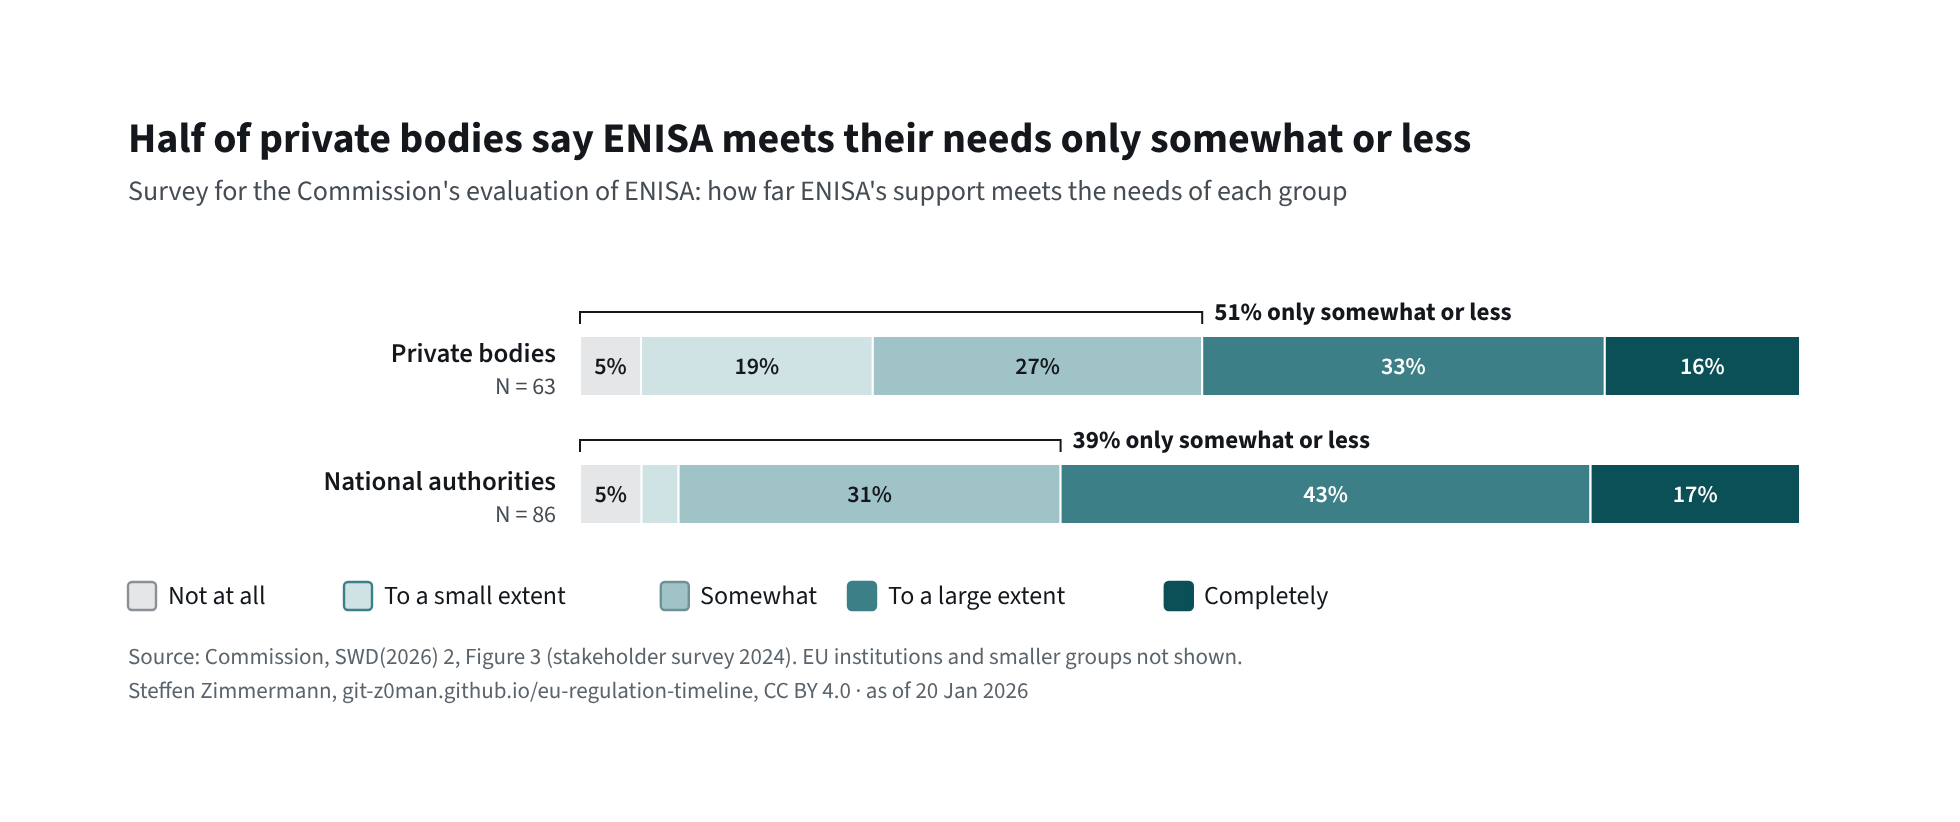 Half of private bodies say ENISA meets their needs only somewhat or less
Survey for the Commission's evaluation of ENISA: how far ENISA's support meets the needs of each group
51% only somewhat or less
Private bodies
N = 63
5% 19% 27% 33% 16%
39% only somewhat or less
National authorities
N = 86
5% 31% 43% 17%
Not at all To a small extent Somewhat To a large extent Completely
Source: Commission, SWD(2026) 2, Figure 3 (stakeholder survey 2024). EU institutions and smaller groups not shown.
Steffen Zimmermann, git-z0man.github.io/eu-regulation-timeline, CC BY 4.0 · as of 20 Jan 2026